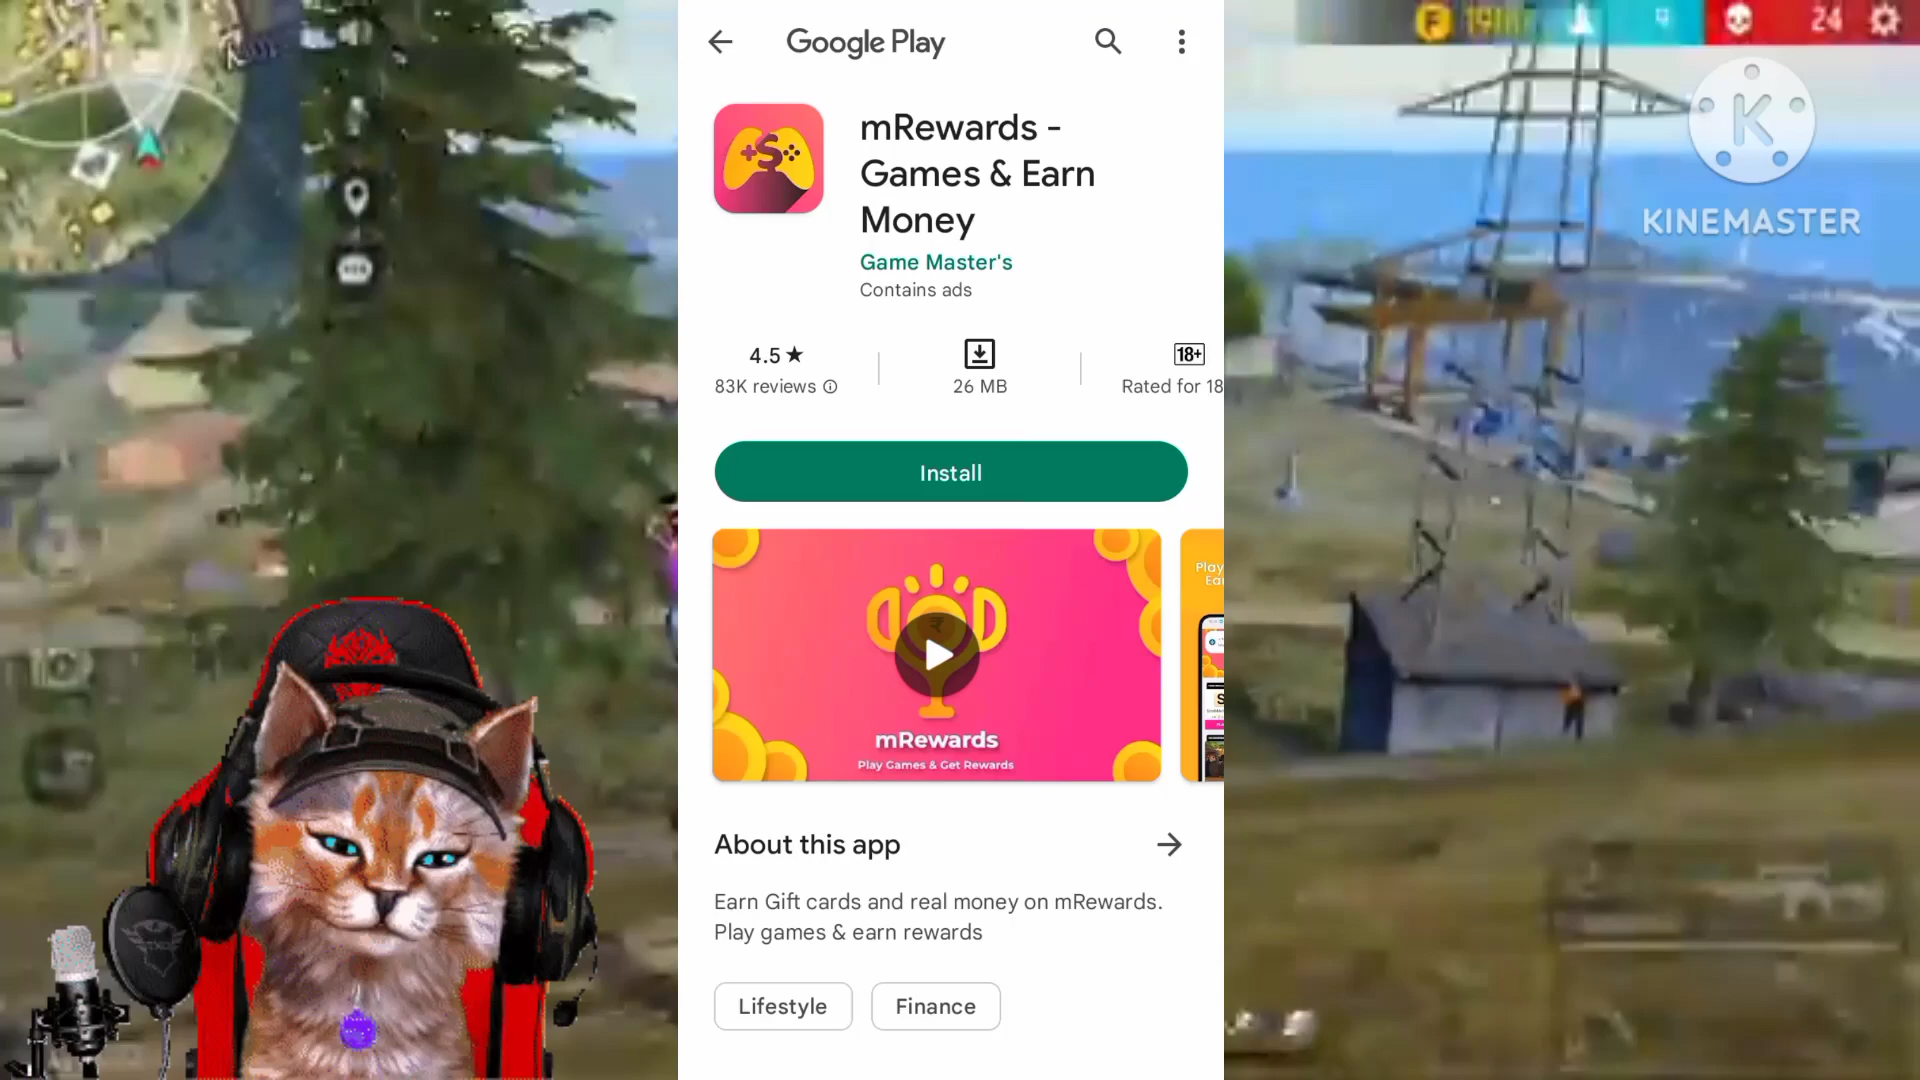 Google Play
mRewards -
Games & Earn
Money
Game Master's
Contains ads
4.5 ★
83K reviews
26 MB
18+
Rated for 18
Install
mRewards
Play Games & Get Rewards
Play
Ea
About this app
Earn Gift cards and real money on mRewards.
Play games & earn rewards
Lifestyle
Finance
24
K
KINEMASTER